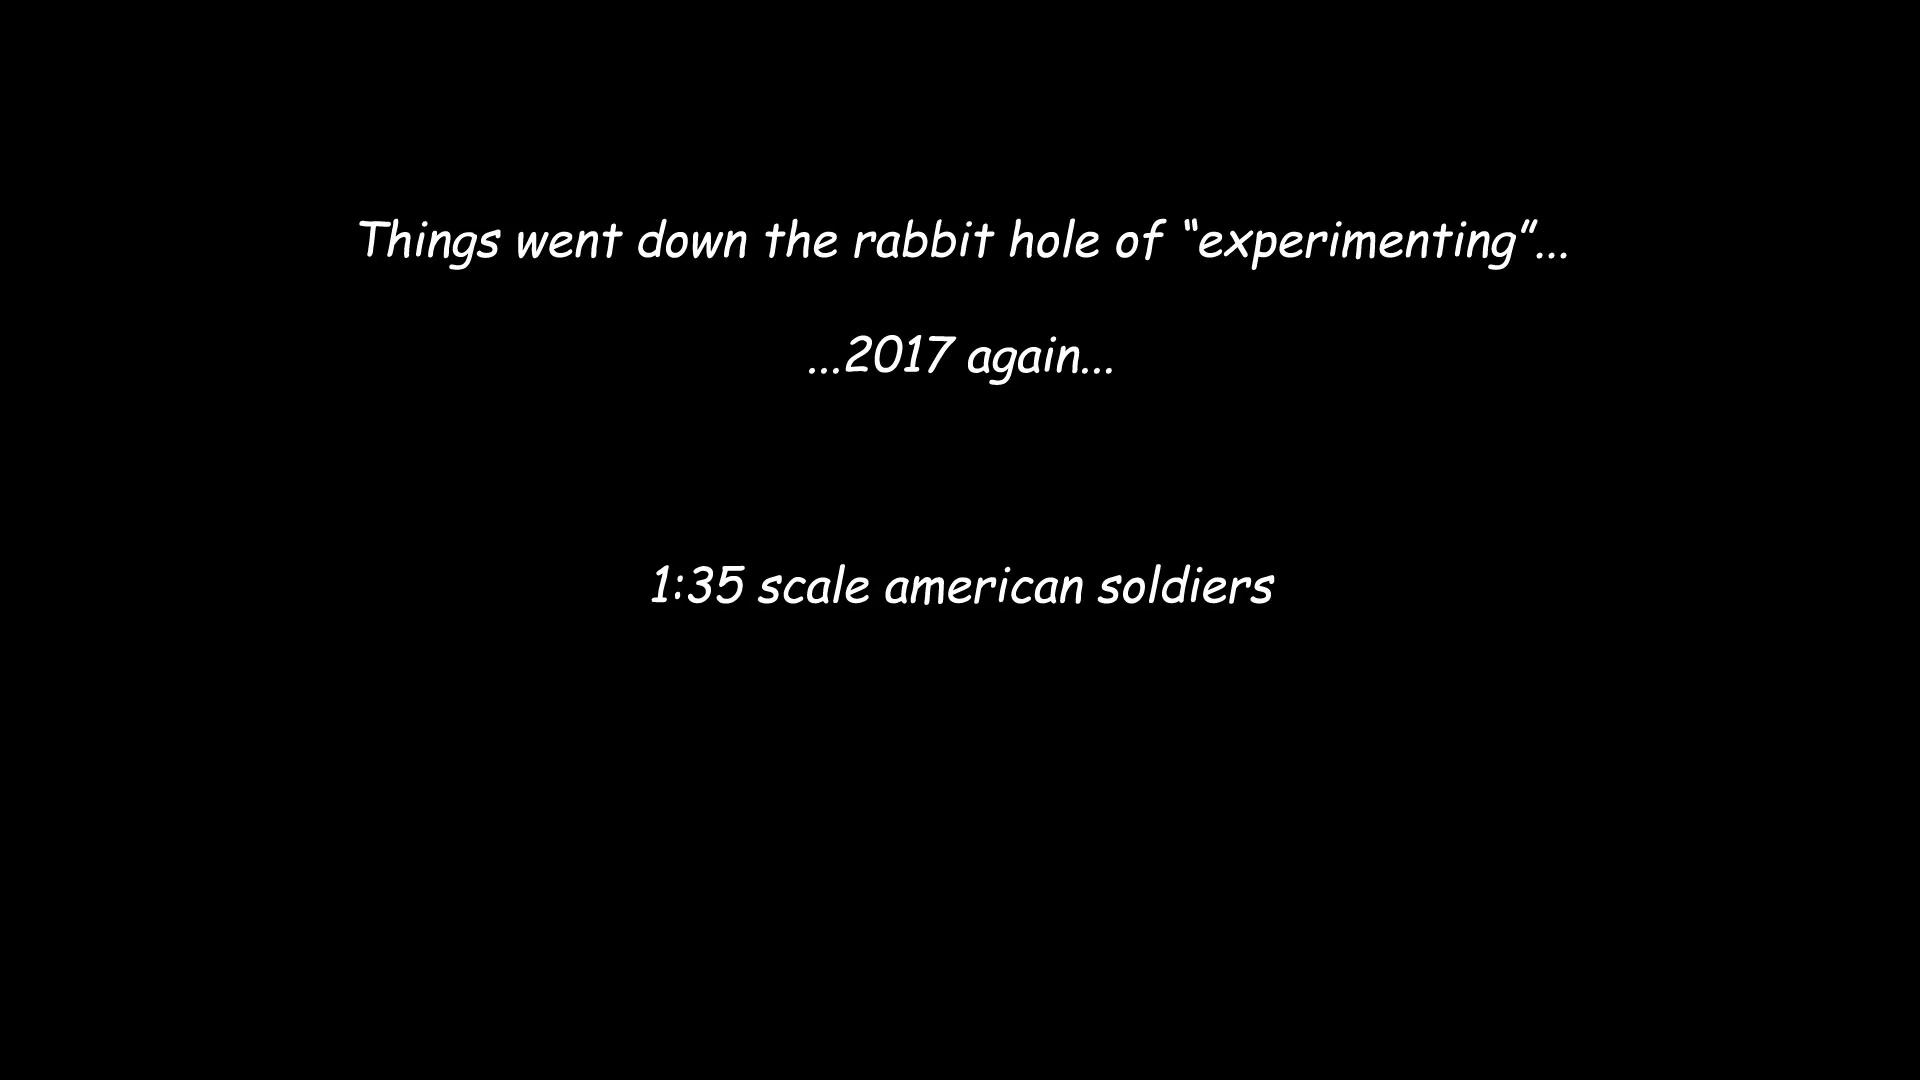 Things went down the rabbit hole of “experimenting”...
...2017 again...
1:35 scale american soldiers